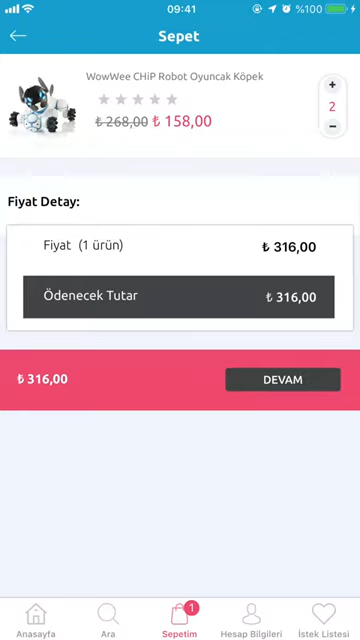 09:41
%100
Sepet
WowWee CHiP Robot Oyuncak Köpek
₺ 268,00 ₺ 158,00
+
2
−
Fiyat Detay:
Fiyat (1 ürün)
₺ 316,00
Ödenecek Tutar
₺ 316,00
₺ 316,00
DEVAM
1
Anasayfa
Ara
Sepetim
Hesap Bilgileri
İstek Listesi